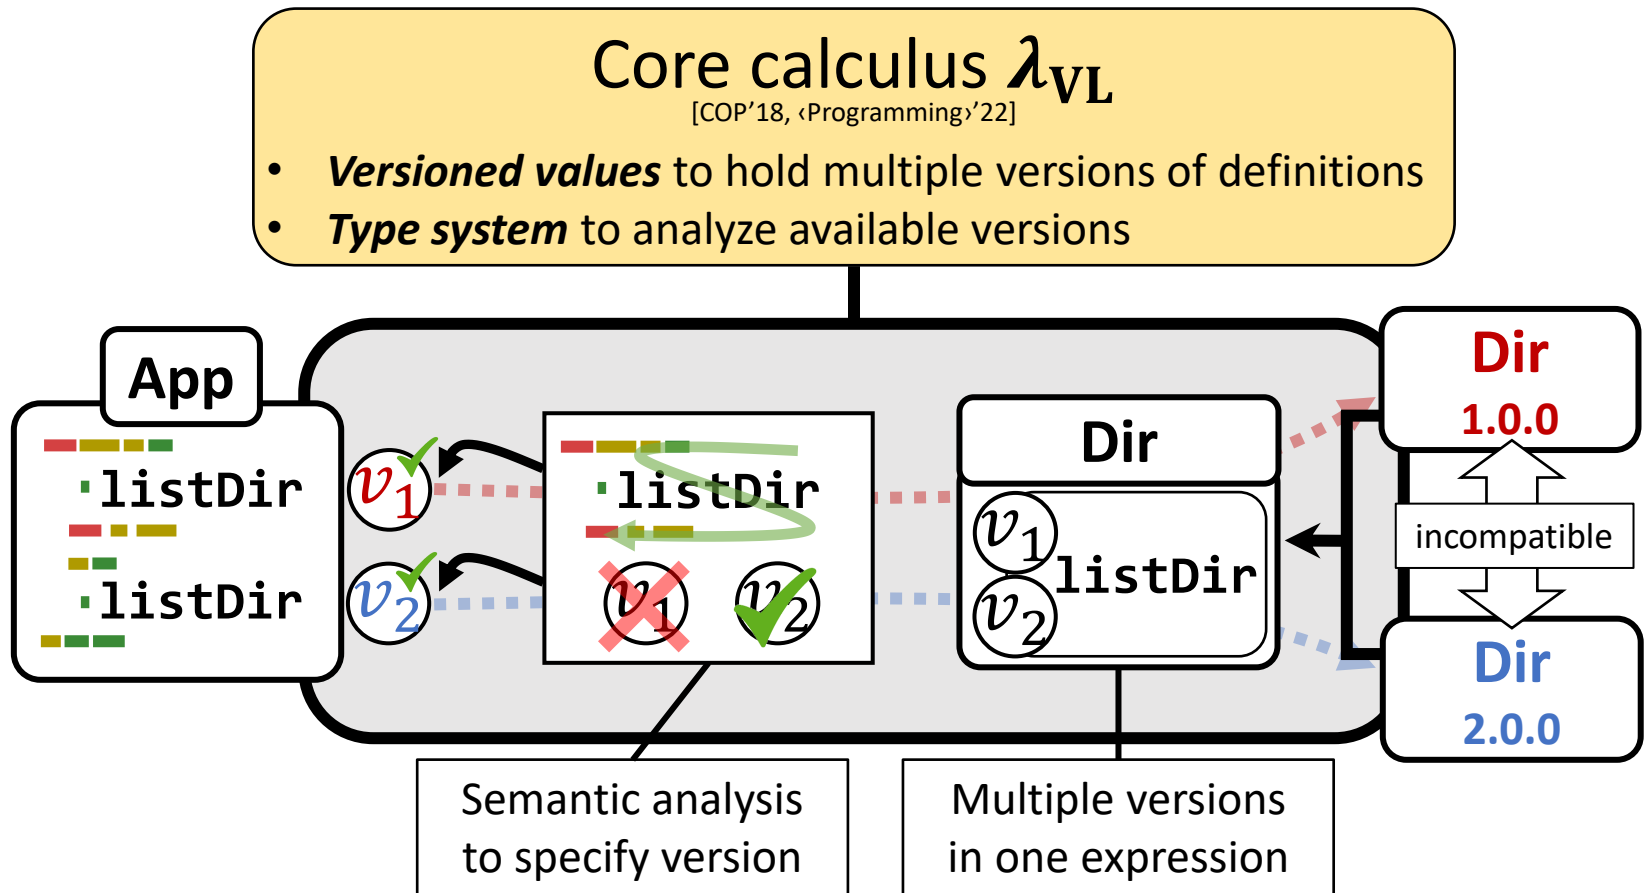 Core calculus λVL
[COP'18, ‹Programming›'22]
• Versioned values to hold multiple versions of definitions
• Type system to analyze available versions
App
listDir
listDir
v1
v2
listDir
v1
v2
Dir
v1
v2
listDir
Dir
1.0.0
incompatible
Dir
2.0.0
Semantic analysis
to specify version
Multiple versions
in one expression